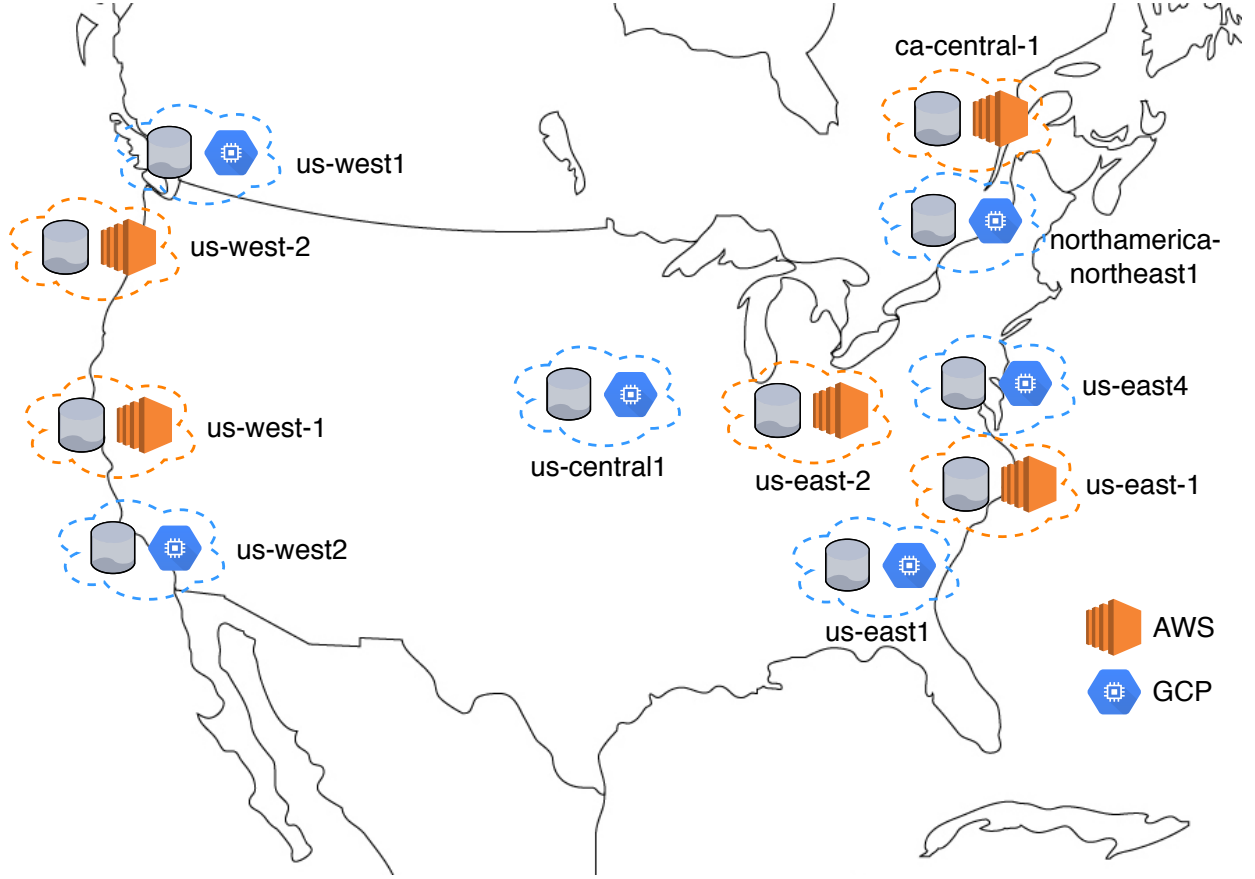 ca-central-1
us-west1
us-west-2
northamerica-
northeast1
us-east4
us-west-1
us-central1
us-east-2
us-east-1
us-west2
us-east1
AWS
GCP